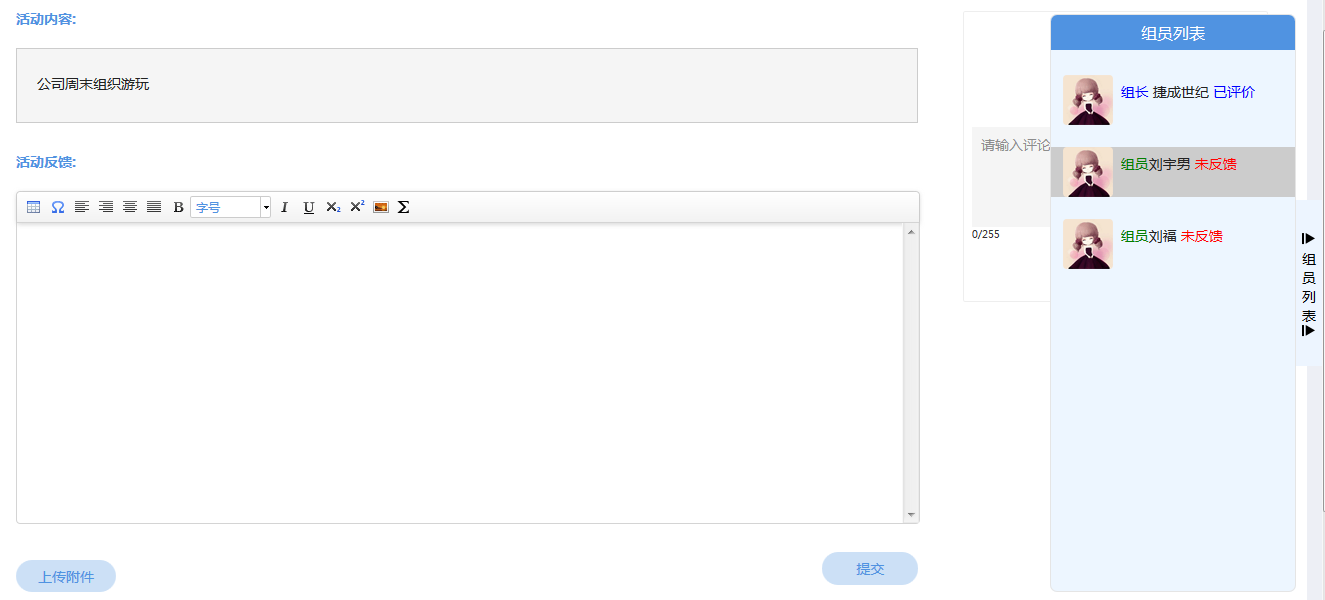 活动内容:
公司周末组织游玩
活动反馈:
B 字号 I U X₂ X² Σ
上传附件
提交
请输入评论
0/255
组员列表
组长 捷成世纪 已评价
组员刘宇男 未反馈
组员刘福 未反馈
组员列表